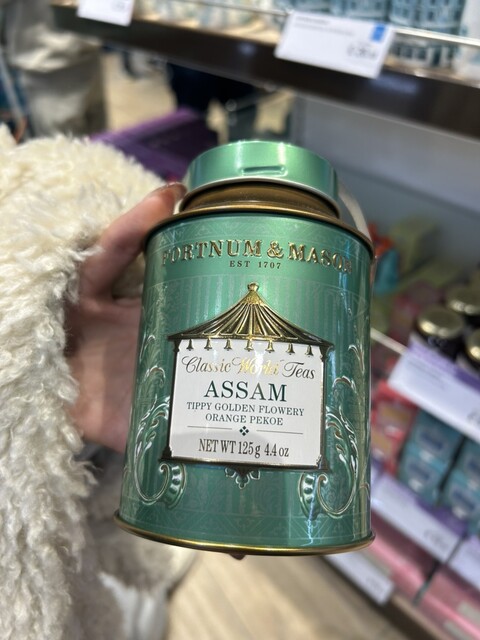 FORTNUM & MASON
EST 1707
Classic World Teas
ASSAM
TIPPY GOLDEN FLOWERY
ORANGE PEKOE
NET WT 125g 4.4 oz